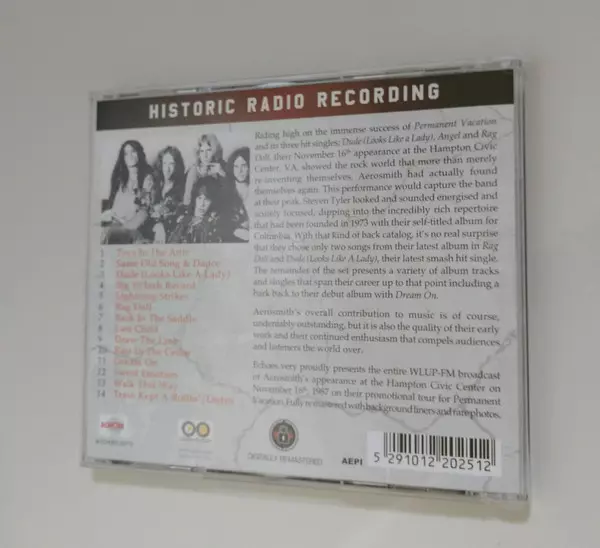 HISTORIC RADIO RECORDING
Riding high on the immense success of Permanent Vacation
and its three hit singles; Dude (Looks Like a Lady), Angel and Rag
Doll, their November 16th appearance at the Hampton Civic
Center, VA, showed the rock world that more than merely
re-inventing themselves, Aerosmith had actually found
themselves again. This performance would capture the band
at their peak. Steven Tyler looked and sounded energised and
acutely focused, dipping into the incredibly rich repertoire
that had been founded in 1973 with their self-titled album for
Columbia. With that kind of back catalog, it's no real surprise
that they chose only two songs from their latest album in Rag
Doll and Dude (Looks Like A Lady), their latest smash hit single.
The remainder of the set presents a variety of album tracks
and singles that span their career up to that point including a
hark back to their debut album with Dream On.
Aerosmith's overall contribution to music is of course,
undeniably outstanding, but it is also the quality of their early
work and their continued enthusiasm that compels audiences
and listeners the world over.
Echoes very proudly presents the entire WLUP-FM broadcast
of Aerosmith's appearance at the Hampton Civic Center on
November 16th, 1987 on their promotional tour for Permanent
Vacation. Fully remastered with background liners and rare photos.
1 Toys In The Attic
2 Same Old Song & Dance
3 Dude (Looks Like A Lady)
4 Big 10 Inch Record
5 Lightning Strikes
6 Rag Doll
7 Back In The Saddle
8 Last Child
9 Draw The Line
10 Rats In The Cellar
11 Dream On
12 Sweet Emotion
13 Walk This Way
14 Train Kept A Rollin'
DIGITALLY REMASTERED
AEPI
5 291012 202512